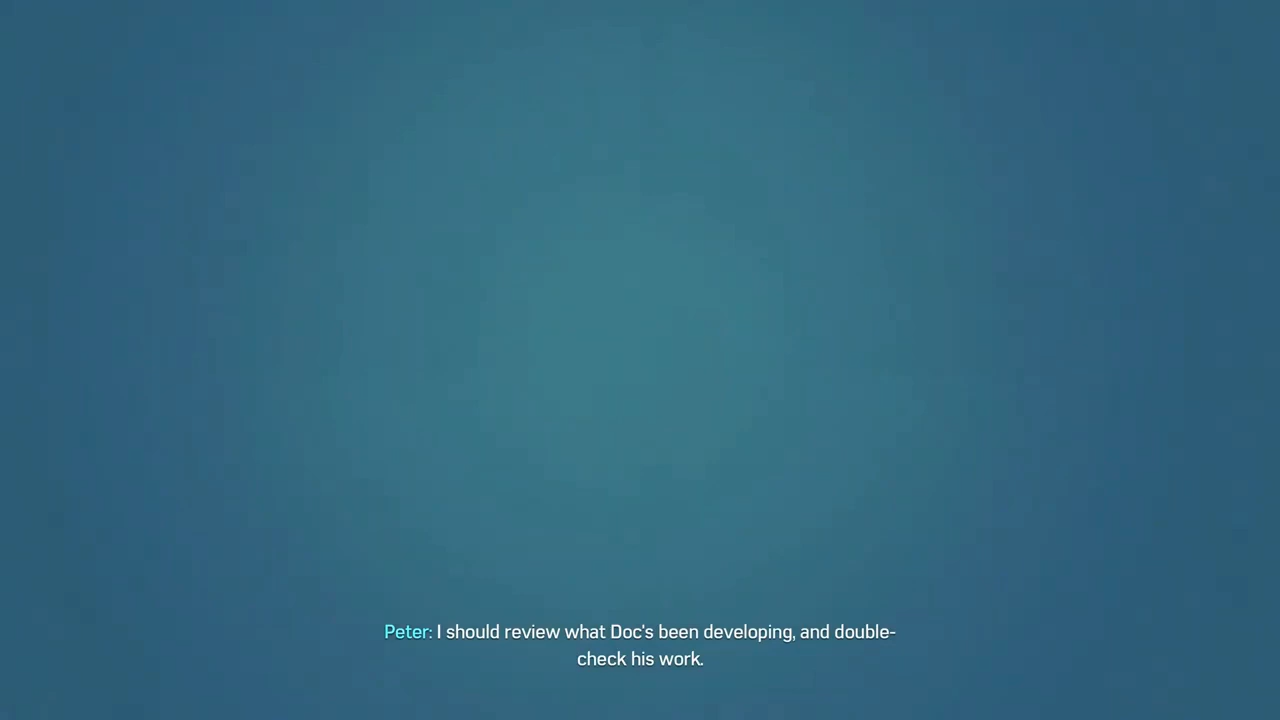 Peter: I should review what Doc's been developing, and double-
check his work.